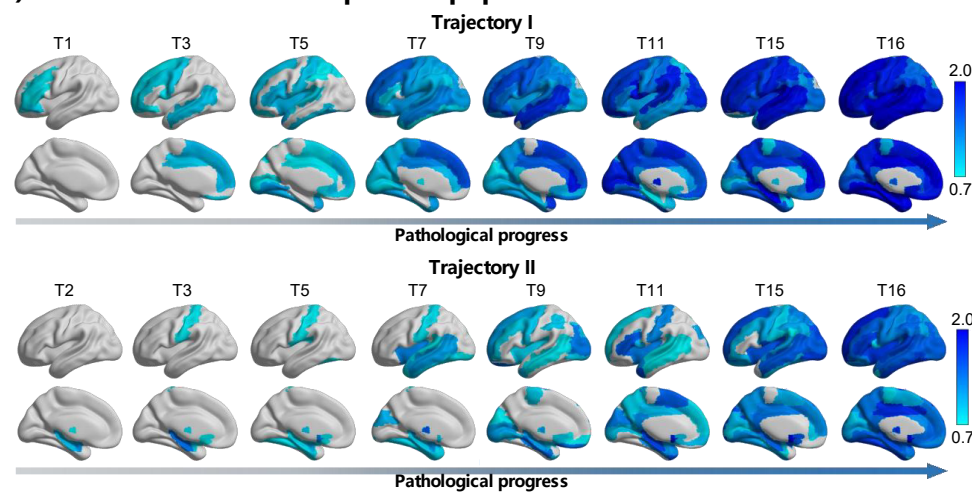 Trajectory I
T1 T3 T5 T7 T9 T11 T15 T16
2.0
0.7
Pathological progress
Trajectory II
T2 T3 T5 T7 T9 T11 T15 T16
2.0
0.7
Pathological progress